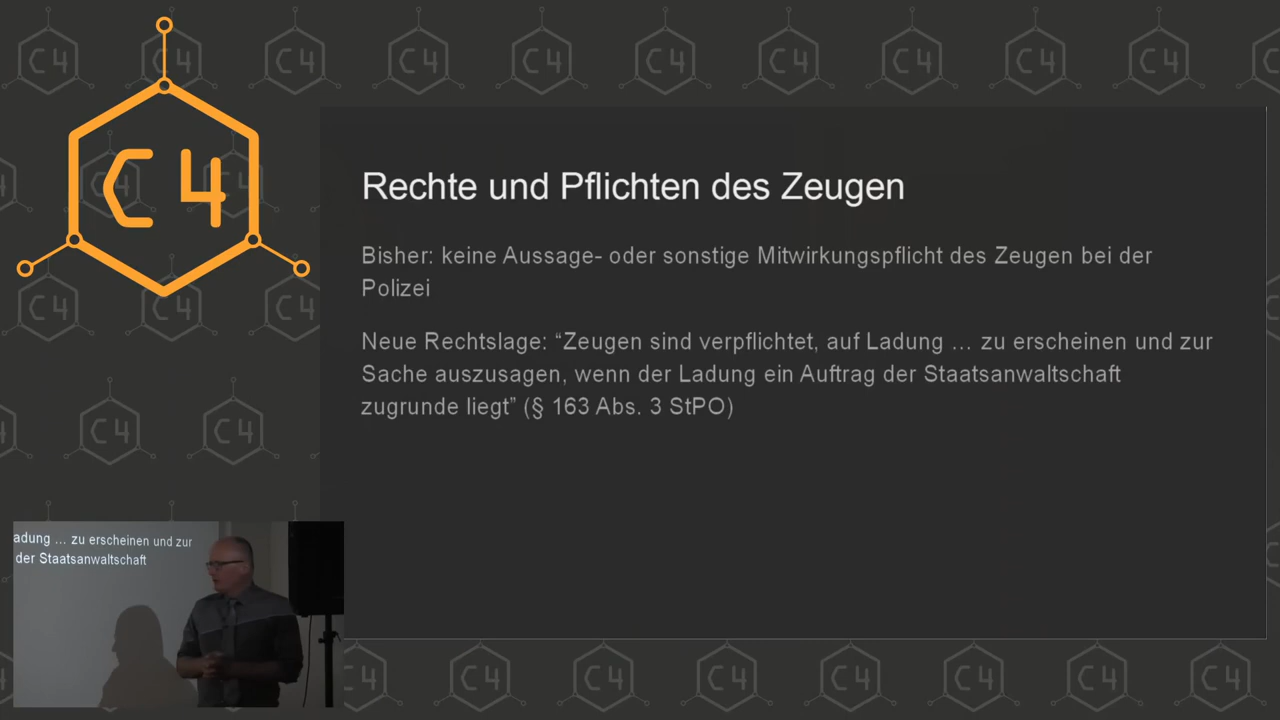 C4
Rechte und Pflichten des Zeugen
Bisher: keine Aussage- oder sonstige Mitwirkungspflicht des Zeugen bei der
Polizei
Neue Rechtslage: “Zeugen sind verpflichtet, auf Ladung … zu erscheinen und zur
Sache auszusagen, wenn der Ladung ein Auftrag der Staatsanwaltschaft
zugrunde liegt” (§ 163 Abs. 3 StPO)
adung … zu erscheinen und zur
der Staatsanwaltschaft